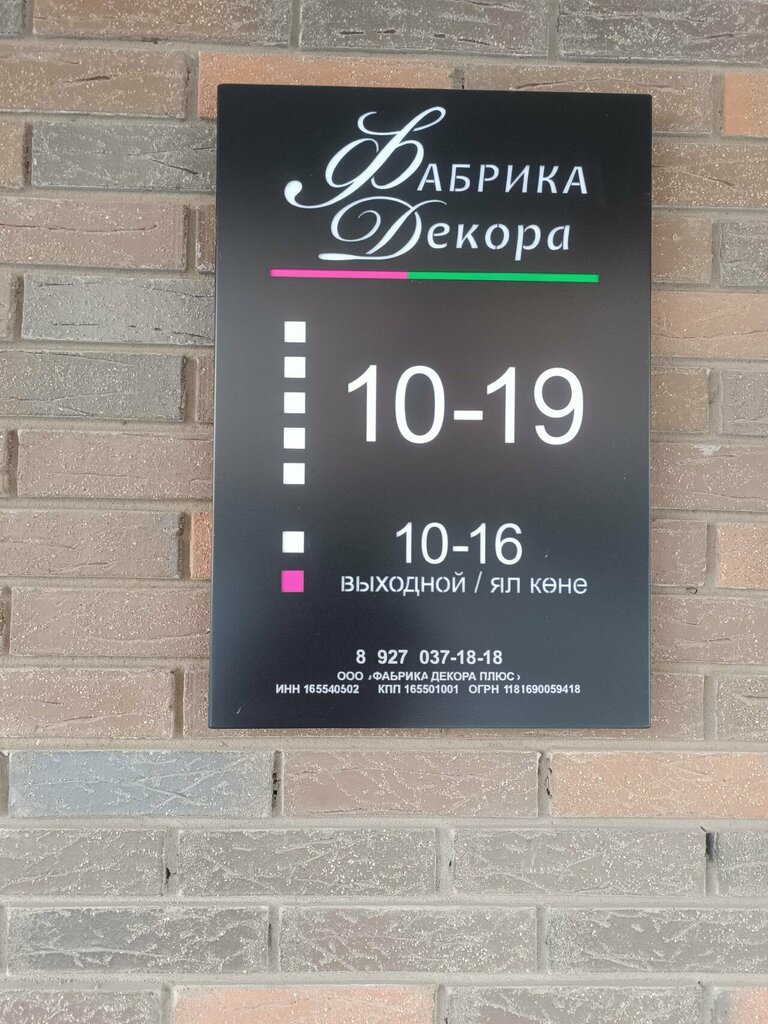 Фабрика
Декора
10-19
10-16
выходной / ял көне
8 927 037-18-18
ООО «ФАБРИКА ДЕКОРА ПЛЮС»
ИНН 165540502 КПП 165501001 ОГРН 1181690059418